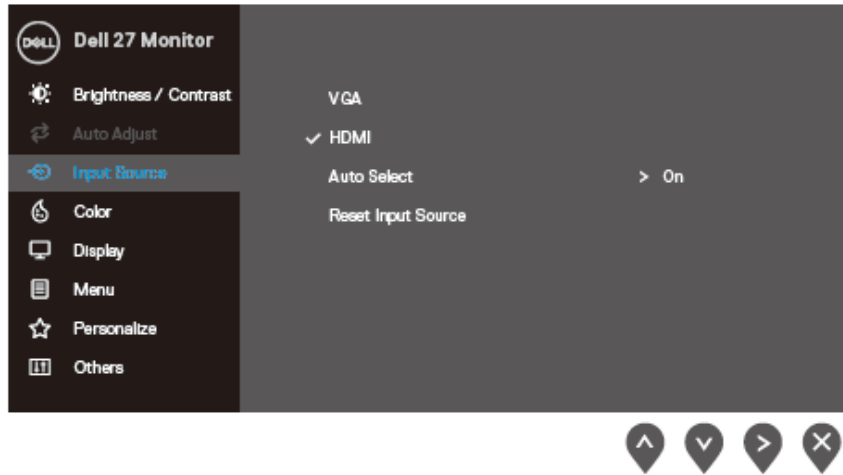 DELL Dell 27 Monitor
Brightness / Contrast
VGA
Auto Adjust
HDMI
Input Source
Auto Select > On
Color
Reset Input Source
Display
Menu
Personalize
Others